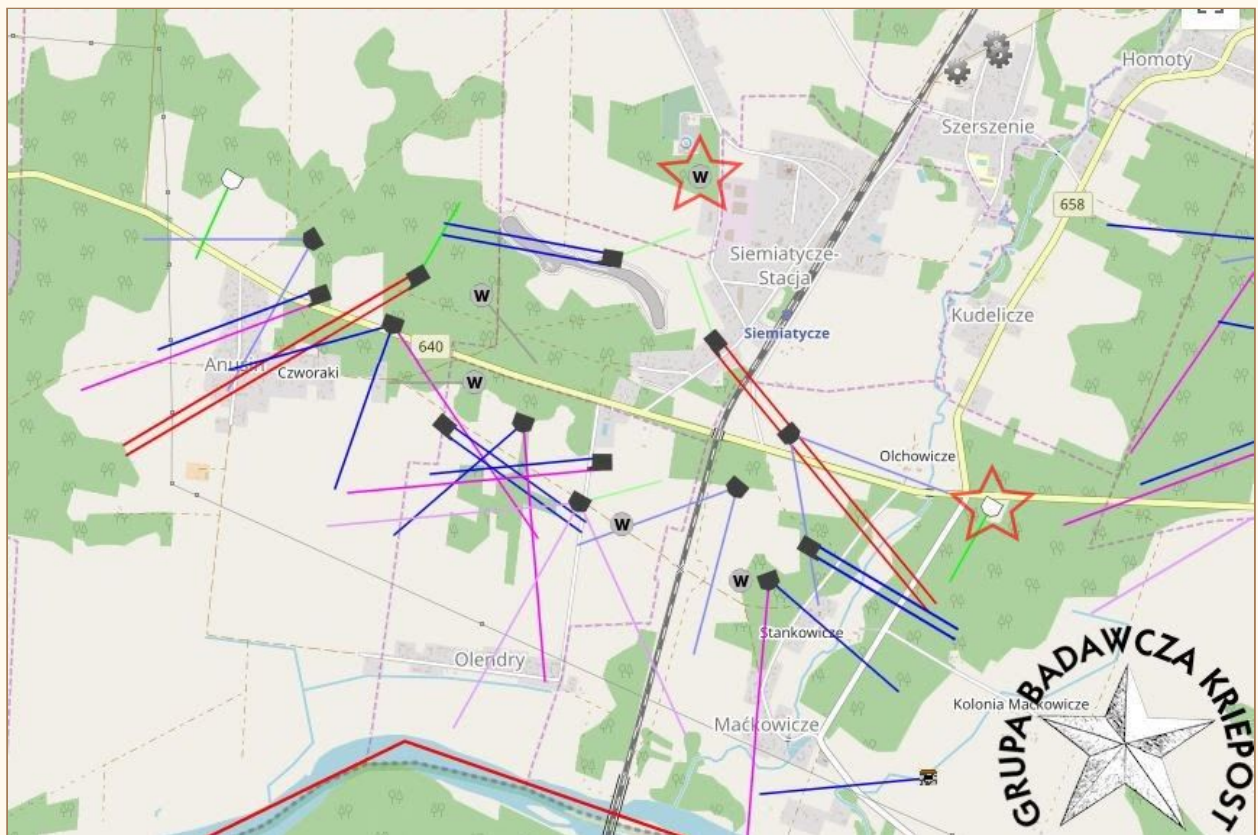 Homoty
Szerszenie
W
658
Siemiatycze-
Stacja
W
Kudelicze
Siemiatycze
640
Anusin
Czworaki
W
Olchowicze
W
W
Stankowicze
Olendry
Kolonia Maćkowicze
Maćkowicze
GRUPA BADAWCZA KRIEPOST